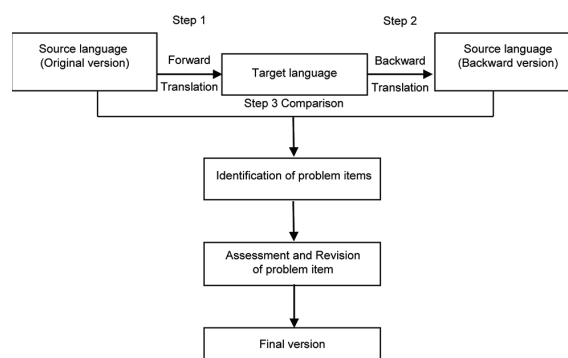 Step 1
Step 2
Source language
(Original version)
Forward
Translation
Target language
Backward
Translation
Source language
(Backward version)
Step 3 Comparison
Identification of problem items
Assessment and Revision
of problem item
Final version